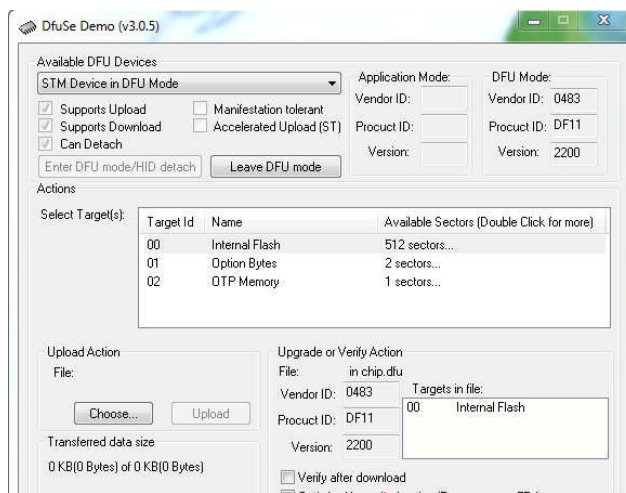 DfuSe Demo (v3.0.5)
Available DFU Devices
STM Device in DFU Mode
Supports Upload
Manifestation tolerant
Supports Download
Accelerated Upload (ST)
Can Detach
Enter DFU mode/HID detach
Leave DFU mode
Application Mode:
Vendor ID:
Procuct ID:
Version:
DFU Mode:
Vendor ID: 0483
Procuct ID: DF11
Version: 2200
Actions
Select Target(s):
Target Id Name Available Sectors (Double Click for more)
00 Internal Flash 512 sectors...
01 Option Bytes 2 sectors...
02 OTP Memory 1 sectors...
Upload Action
File:
Choose... Upload
Transferred data size
0 KB(0 Bytes) of 0 KB(0 Bytes)
Upgrade or Verify Action
File: in chip.dfu
Vendor ID: 0483
Procuct ID: DF11
Version: 2200
Targets in file:
00 Internal Flash
Verify after download